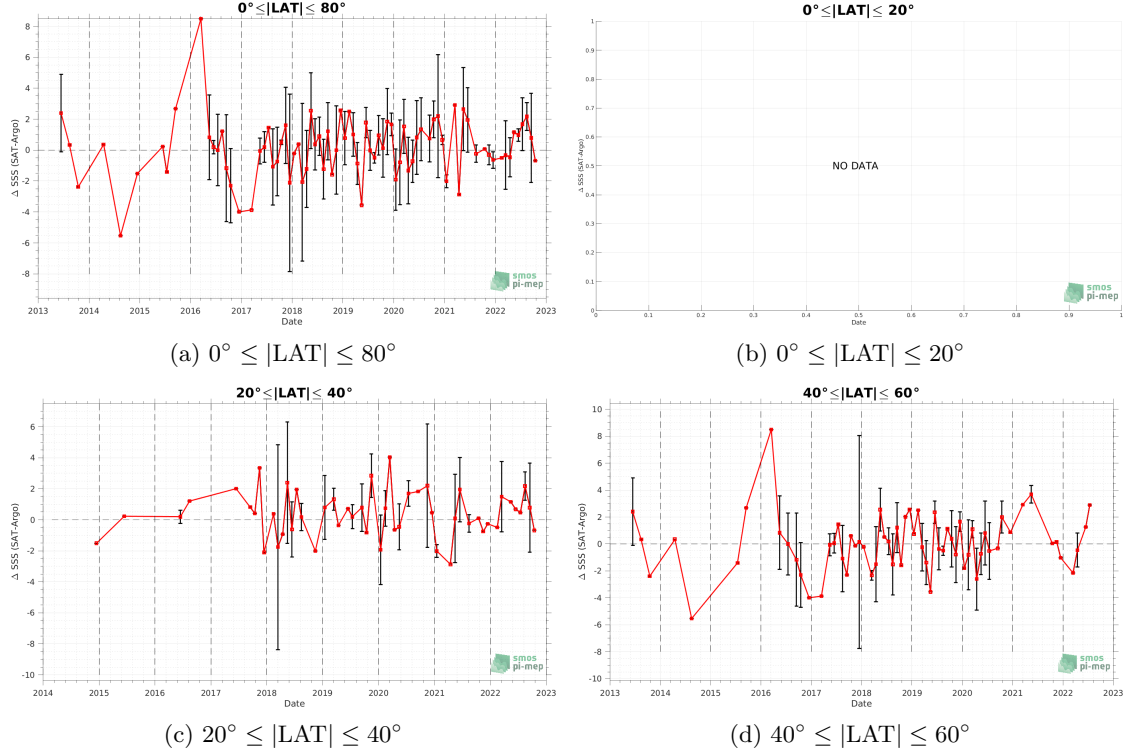 0°≤|LAT|≤ 80°
Δ SSS (SAT-Argo)
8
6
4
2
0
-2
-4
-6
-8
2013 2014 2015 2016 2017 2018 2019 2020 2021 2022 2023
Date
smos
pi-mep
(a) 0° ≤ |LAT| ≤ 80°
0°≤|LAT|≤ 20°
Δ SSS (SAT-Argo)
1
0.9
0.8
0.7
0.6
0.5
0.4
0.3
0.2
0.1
0
NO DATA
0 0.1 0.2 0.3 0.4 0.5 0.6 0.7 0.8 0.9 1
Date
smos
pi-mep
(b) 0° ≤ |LAT| ≤ 20°
20°≤|LAT|≤ 40°
Δ SSS (SAT-Argo)
6
4
2
0
-2
-4
-6
-8
-10
2014 2015 2016 2017 2018 2019 2020 2021 2022 2023
Date
smos
pi-mep
(c) 20° ≤ |LAT| ≤ 40°
40°≤|LAT|≤ 60°
Δ SSS (SAT-Argo)
10
8
6
4
2
0
-2
-4
-6
-8
-10
2013 2014 2015 2016 2017 2018 2019 2020 2021 2022 2023
Date
smos
pi-mep
(d) 40° ≤ |LAT| ≤ 60°